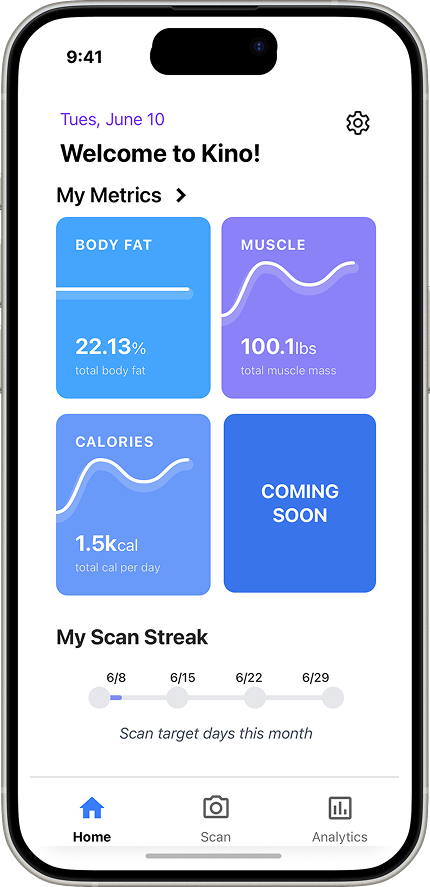 9:41
Tues, June 10
Welcome to Kino!
My Metrics
BODY FAT
22.13%
total body fat
MUSCLE
100.1lbs
total muscle mass
CALORIES
1.5kcal
total cal per day
COMING
SOON
My Scan Streak
6/8 6/15 6/22 6/29
Scan target days this month
Home Scan Analytics